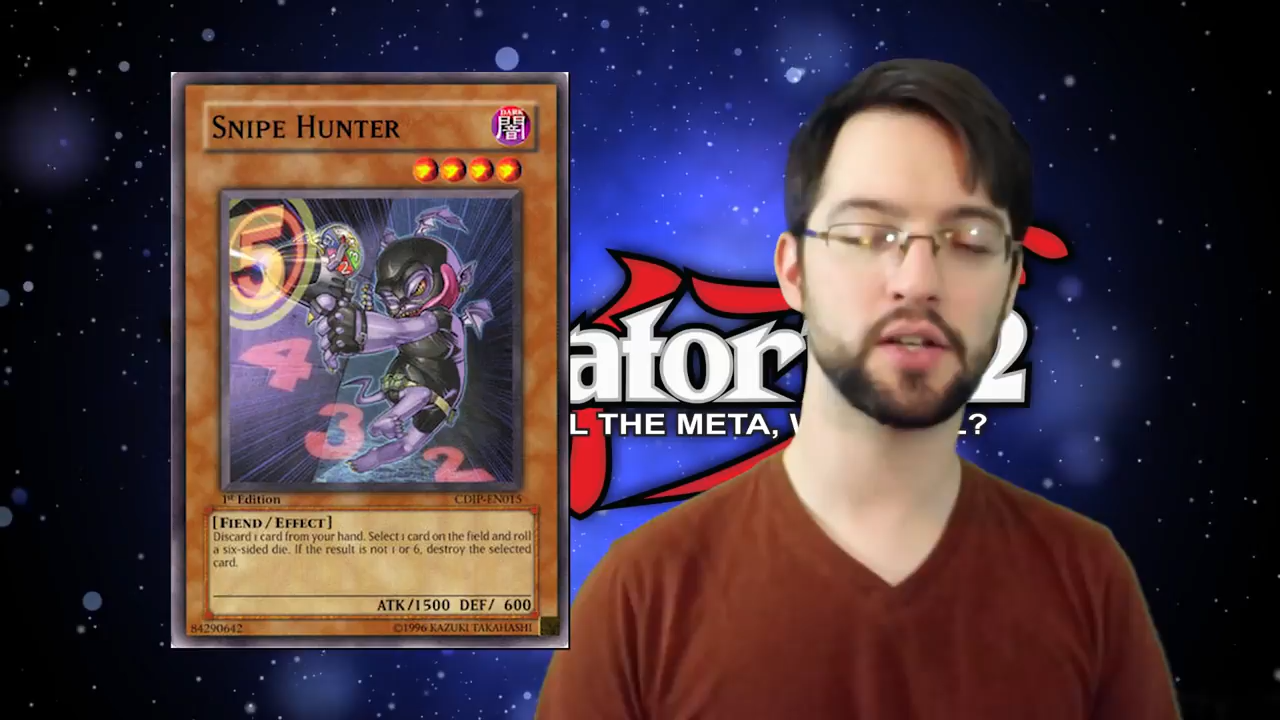 SNIPE HUNTER
DARK
闇
5
4
3
2
1st Edition
CDIP-EN015
[FIEND / EFFECT]
Discard 1 card from your hand. Select 1 card on the field and roll
a six-sided die. If the result is not 1 or 6, destroy the selected
card.
ATK/1500 DEF/ 600
84290642
©1996 KAZUKI TAKAHASHI
ator 2
L THE META, W L?